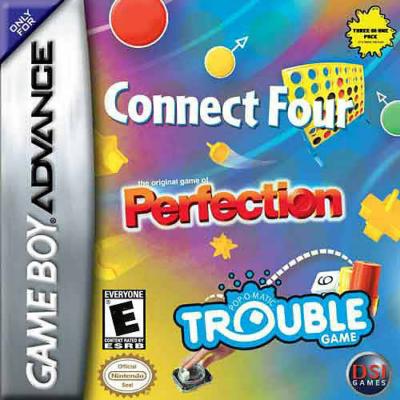 ONLY FOR
GAME BOY ADVANCE
THREE-IN-ONE
PACK
Connect Four
the original game of
Perfection
POP-O-MATIC
TROUBLE
GAME
6
EVERYONE
E
CONTENT RATED BY
ESRB
Official
Nintendo
Seal
DSI
GAMES